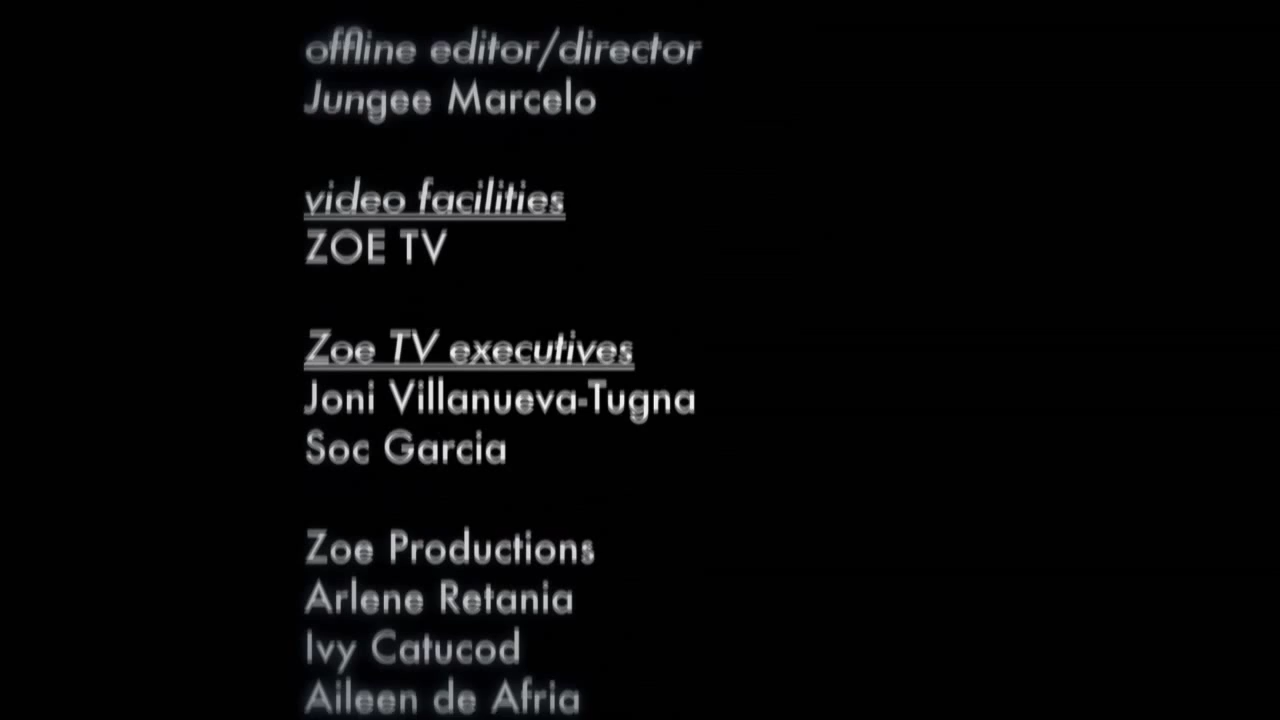 offline editor/director
Jungee Marcelo
video facilities
ZOE TV
Zoe TV executives
Joni Villanueva-Tugna
Soc Garcia
Zoe Productions
Arlene Retania
Ivy Catucod
Aileen de Afria